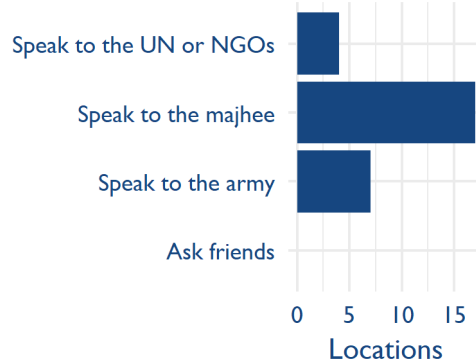 Speak to the UN or NGOs
Speak to the majhee
Speak to the army
Ask friends
0 5 10 15
Locations